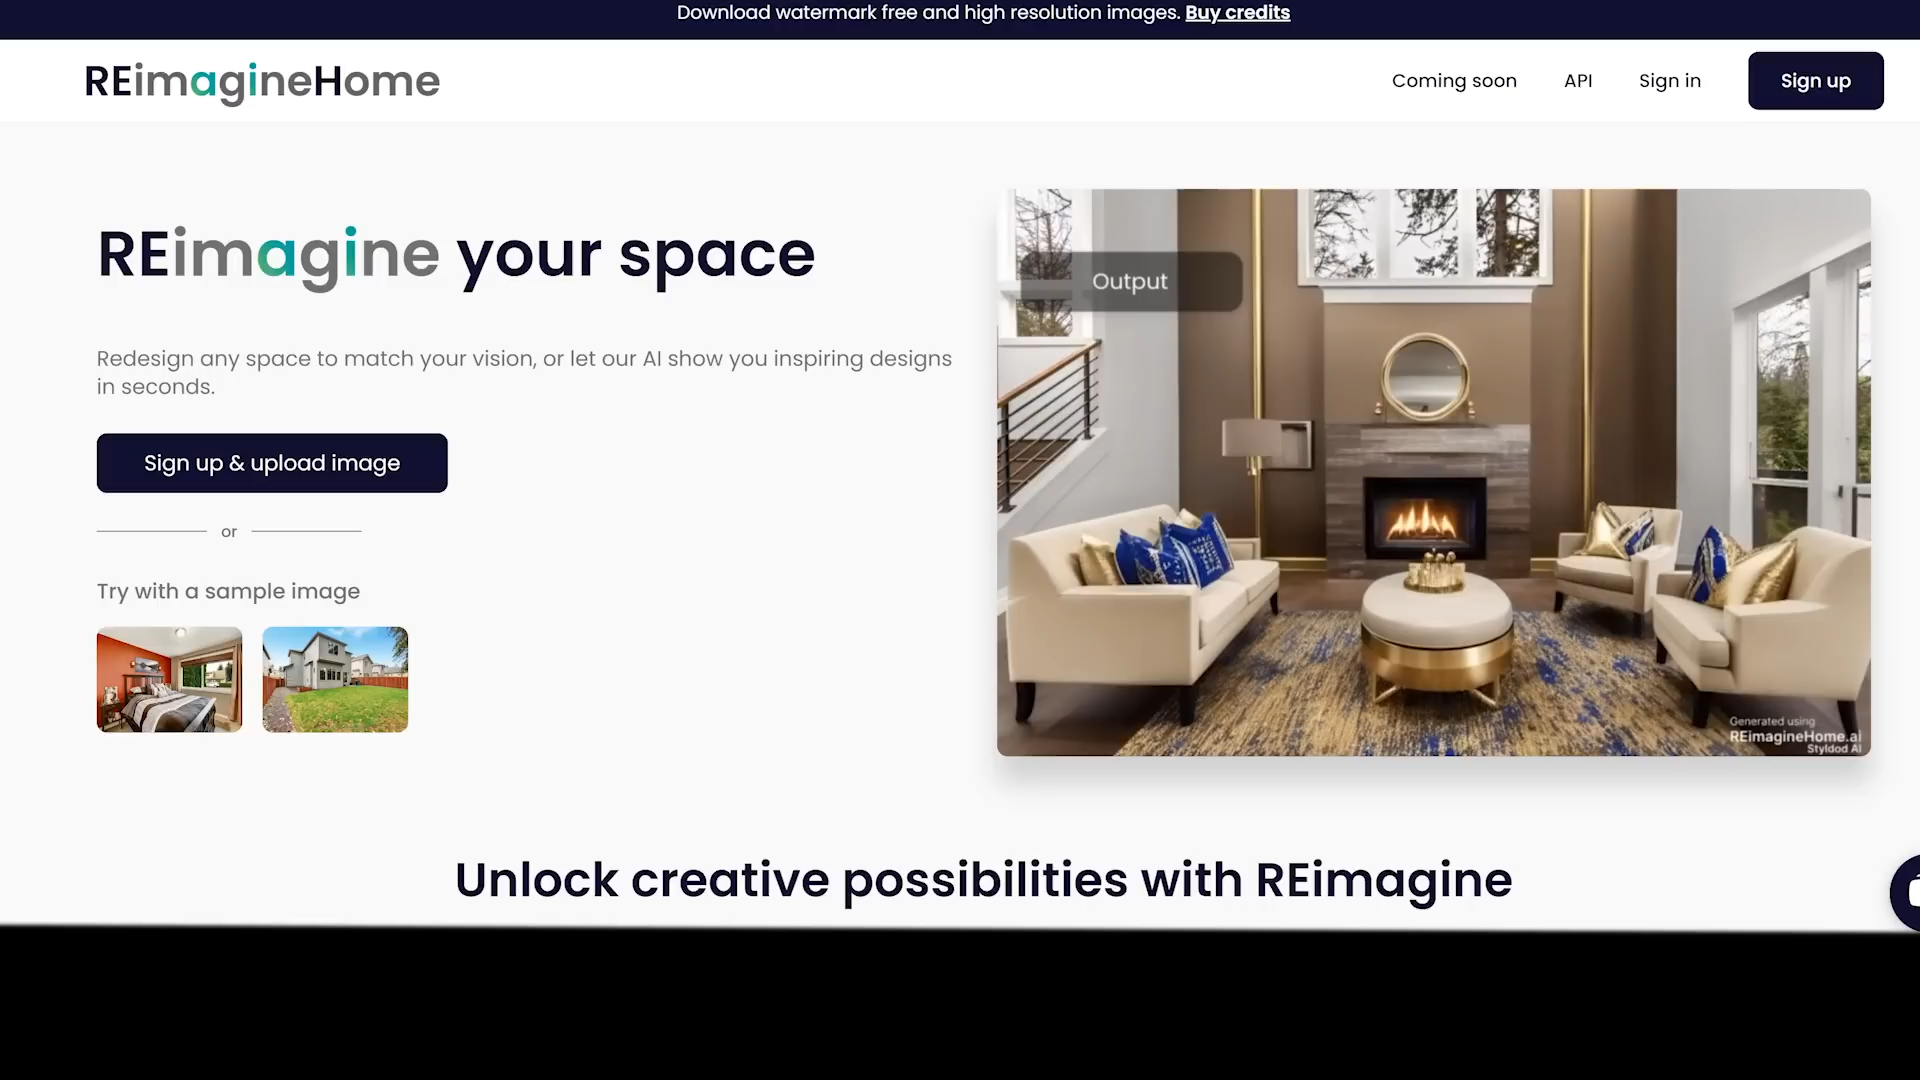 Download watermark free and high resolution images. Buy credits
REimagineHome
Coming soon
API
Sign in
Sign up
REimagine your space
Redesign any space to match your vision, or let our AI show you inspiring designs
in seconds.
Sign up & upload image
or
Try with a sample image
Output
Generated using
REimagineHome.ai
Styldod AI
Unlock creative possibilities with REimagine